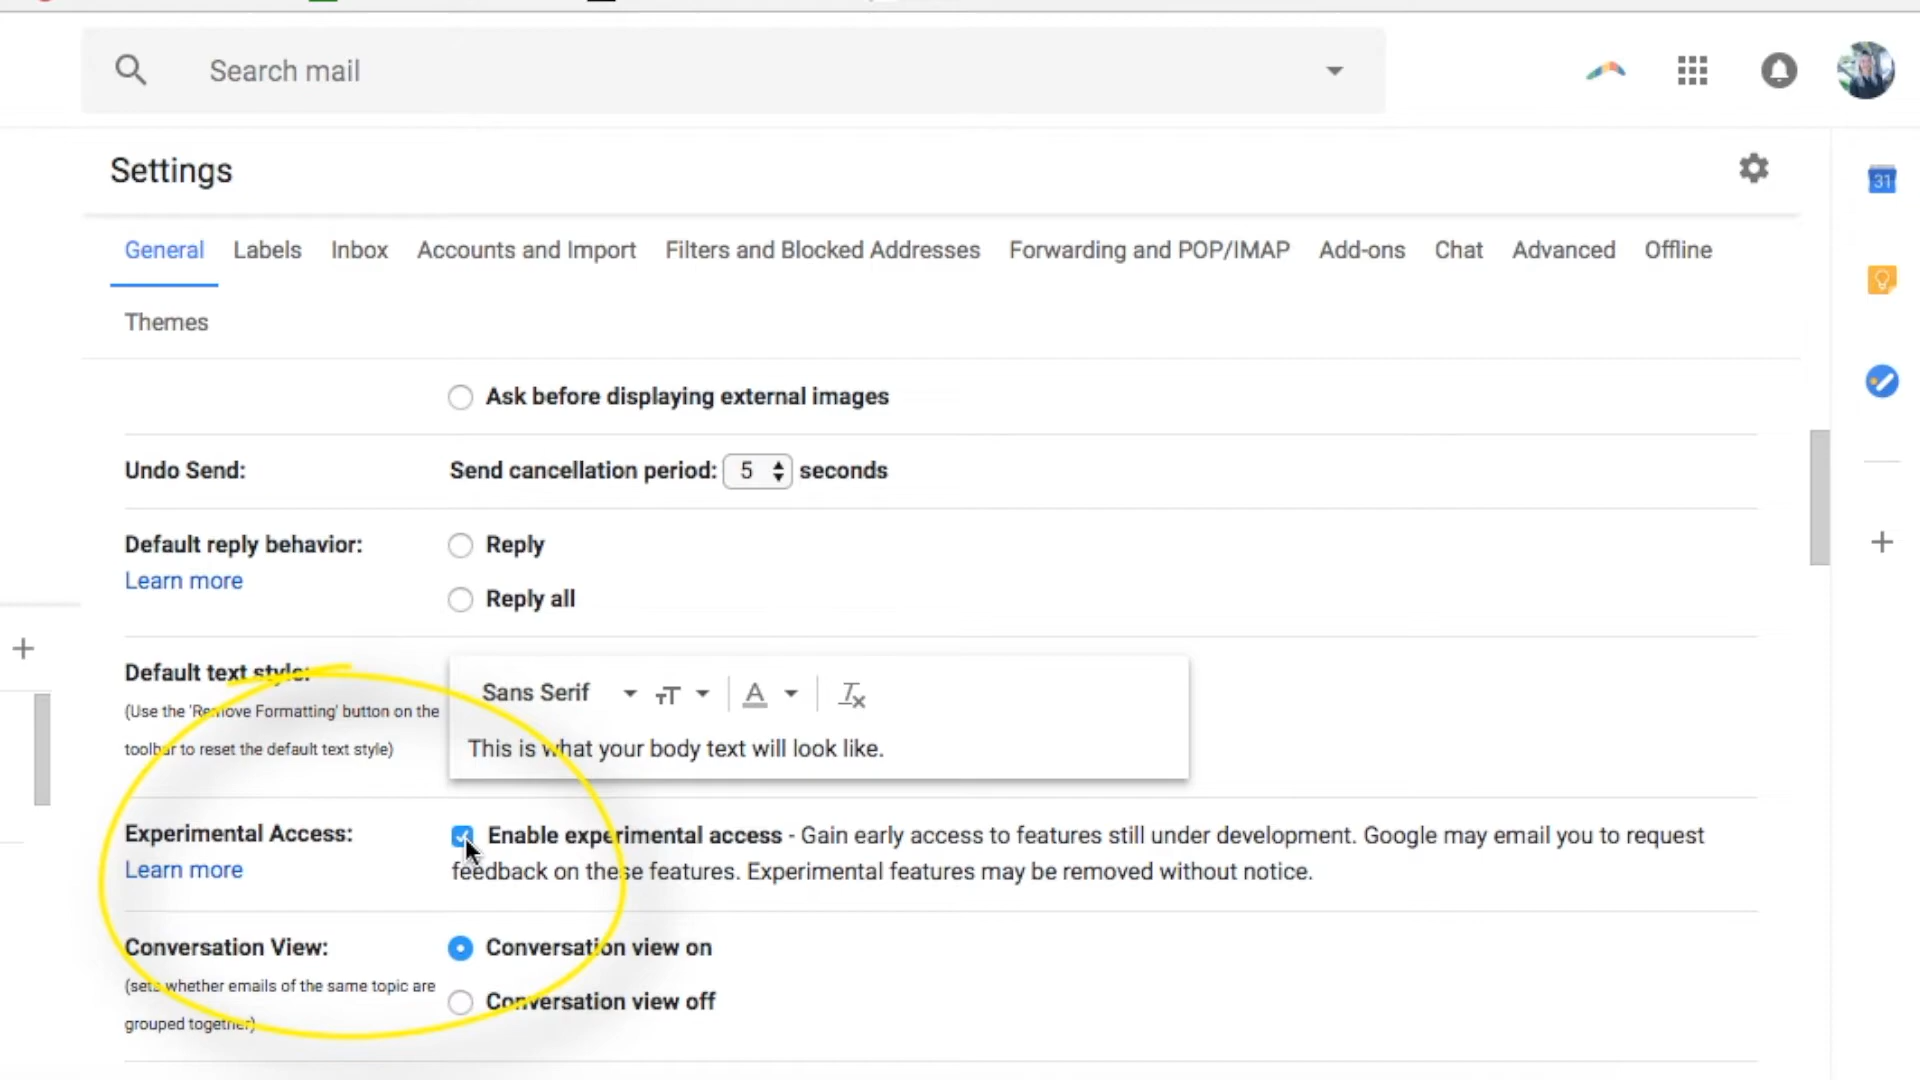 Search mail
Settings
31
General Labels Inbox Accounts and Import Filters and Blocked Addresses Forwarding and POP/IMAP Add-ons Chat Advanced Offline
Themes
Ask before displaying external images
Undo Send: Send cancellation period: 5 seconds
Default reply behavior: Reply
Learn more
Reply all
Default text style: Sans Serif
(Use the 'Remove Formatting' button on the
toolbar to reset the default text style)
This is what your body text will look like.
Experimental Access: Enable experimental access - Gain early access to features still under development. Google may email you to request
Learn more feedback on these features. Experimental features may be removed without notice.
Conversation View: Conversation view on
(sets whether emails of the same topic are
grouped together)
Conversation view off